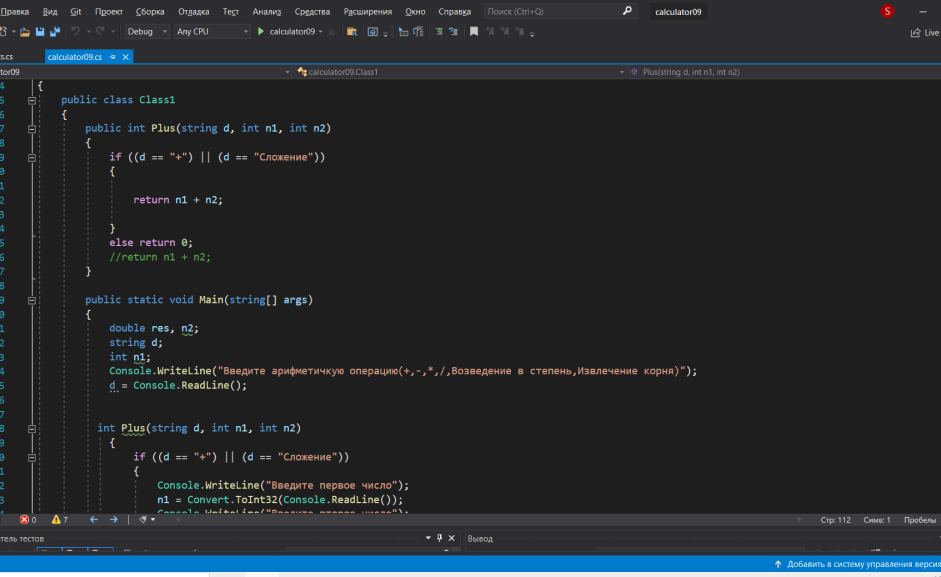 Правка Вид Git Проект Сборка Отладка Тест Анализ Средства Расширения Окно Справка Поиск (Ctrl+Q) calculator09 S
Debug Any CPU calculator09 Live
s.cs calculator09.cs
tor09 calculator09.Class1 Plus(string d, int n1, int n2)
4 {
5 public class Class1
6 {
7 public int Plus(string d, int n1, int n2)
8 {
9 if ((d == "+") || (d == "Сложение"))
0 {
1
2 return n1 + n2;
3
4 }
5 else return 0;
6 //return n1 + n2;
7 }
8
9 public static void Main(string[] args)
0 {
1 double res, n2;
2 string d;
3 int n1;
4 Console.WriteLine("Введите арифметичкую операцию(+,-,*,/,Возведение в степень,Извлечение корня)");
5 d = Console.ReadLine();
6
7
8 int Plus(string d, int n1, int n2)
9 {
0 if ((d == "+") || (d == "Сложение"))
1 {
2 Console.WriteLine("Введите первое число");
3 n1 = Convert.ToInt32(Console.ReadLine());
Console.WriteLine("Введите второе число");
0 7 Стр: 112 Симв: 1 Пробелы
тель тестов Вывод
Добавить в систему управления версия